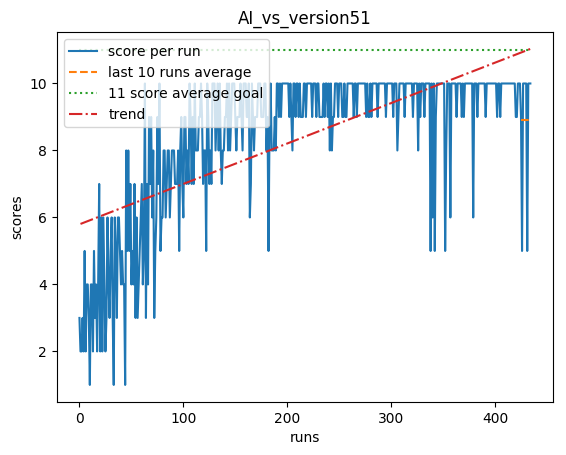 AI_vs_version51
score per run
last 10 runs average
11 score average goal
trend
scores
10
8
6
4
2
0
100
200
300
400
runs